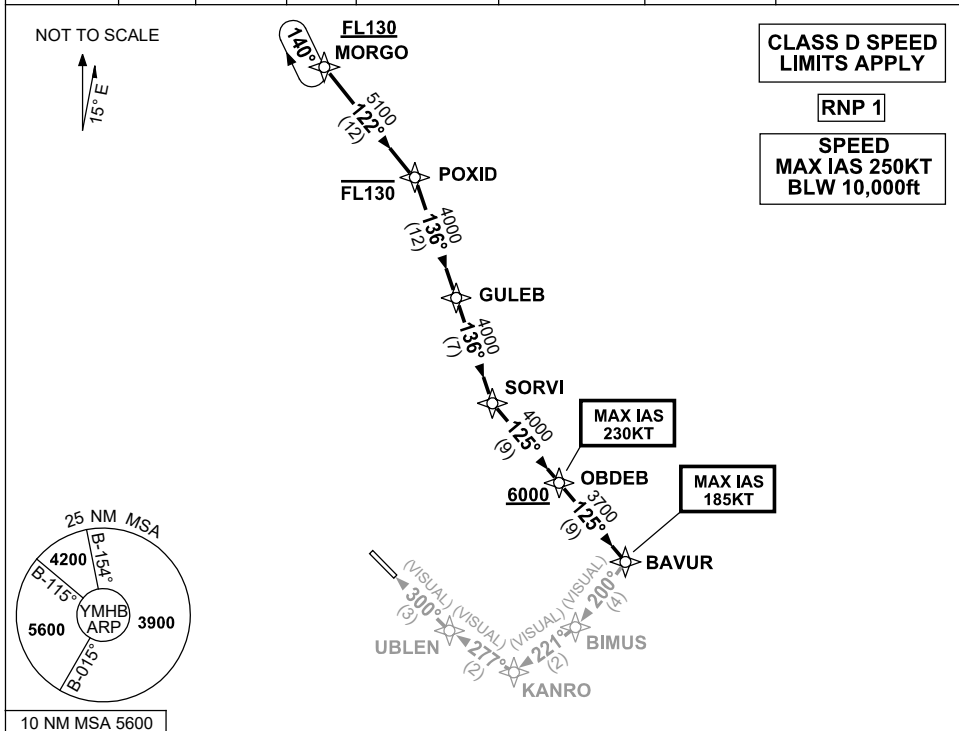 NOT TO SCALE
15° E
FL130
MORGO
140°
5100
122°
(12)
CLASS D SPEED
LIMITS APPLY
RNP 1
SPEED
MAX IAS 250KT
BLW 10,000ft
POXID
FL130
4000
136°
(12)
GULEB
4000
136°
(7)
SORVI
4000
125°
(9)
MAX IAS
230KT
OBDEB
6000
3700
125°
(9)
MAX IAS
185KT
BAVUR
(VISUAL)
200°
(4)
BIMUS
(VISUAL)
221°
(2)
KANRO
(VISUAL)
277°
(2)
UBLEN
(VISUAL)
300°
(3)
25 NM MSA
B-154°
4200
B-115°
YMHB
ARP
3900
5600
B-015°
10 NM MSA 5600